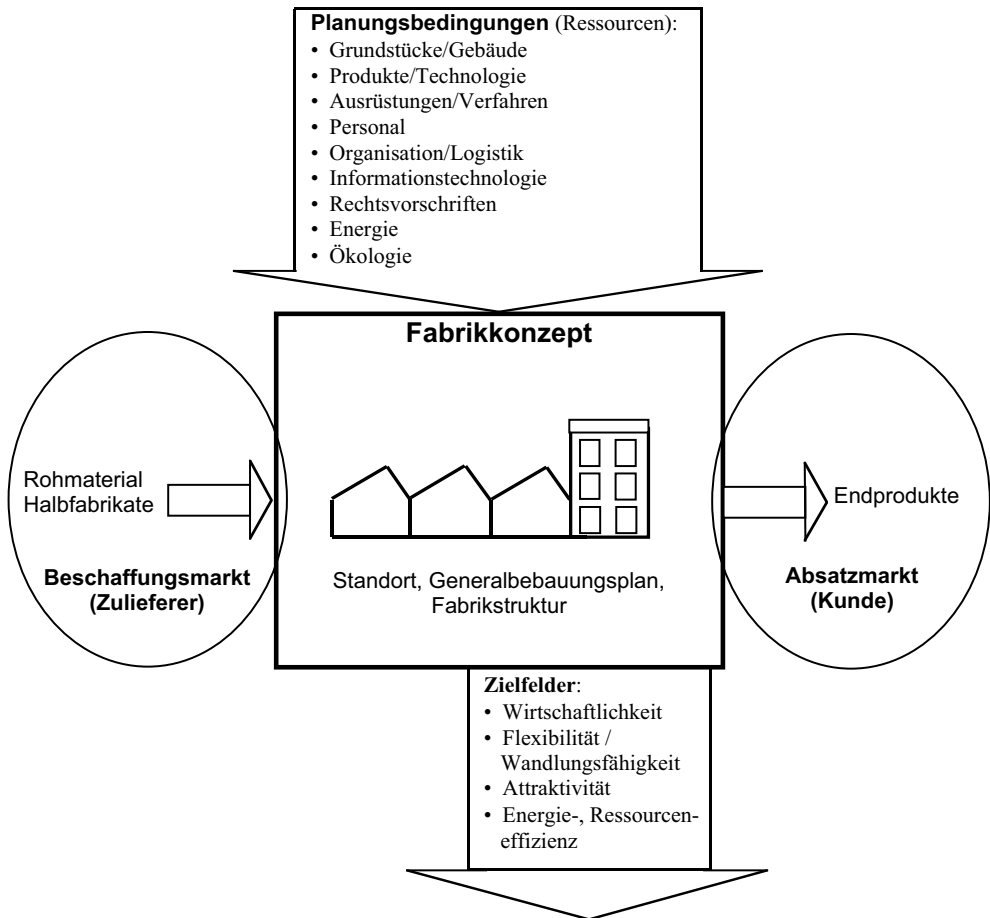 Planungsbedingungen (Ressourcen):
• Grundstücke/Gebäude
• Produkte/Technologie
• Ausrüstungen/Verfahren
• Personal
• Organisation/Logistik
• Informationstechnologie
• Rechtsvorschriften
• Energie
• Ökologie
Fabrikkonzept
Rohmaterial
Halbfabrikate
Beschaffungsmarkt
(Zulieferer)
Standort, Generalbebauungsplan,
Fabrikstruktur
Endprodukte
Absatzmarkt
(Kunde)
Zielfelder:
• Wirtschaftlichkeit
• Flexibilität /
Wandlungsfähigkeit
• Attraktivität
• Energie-, Ressourcen-
effizienz